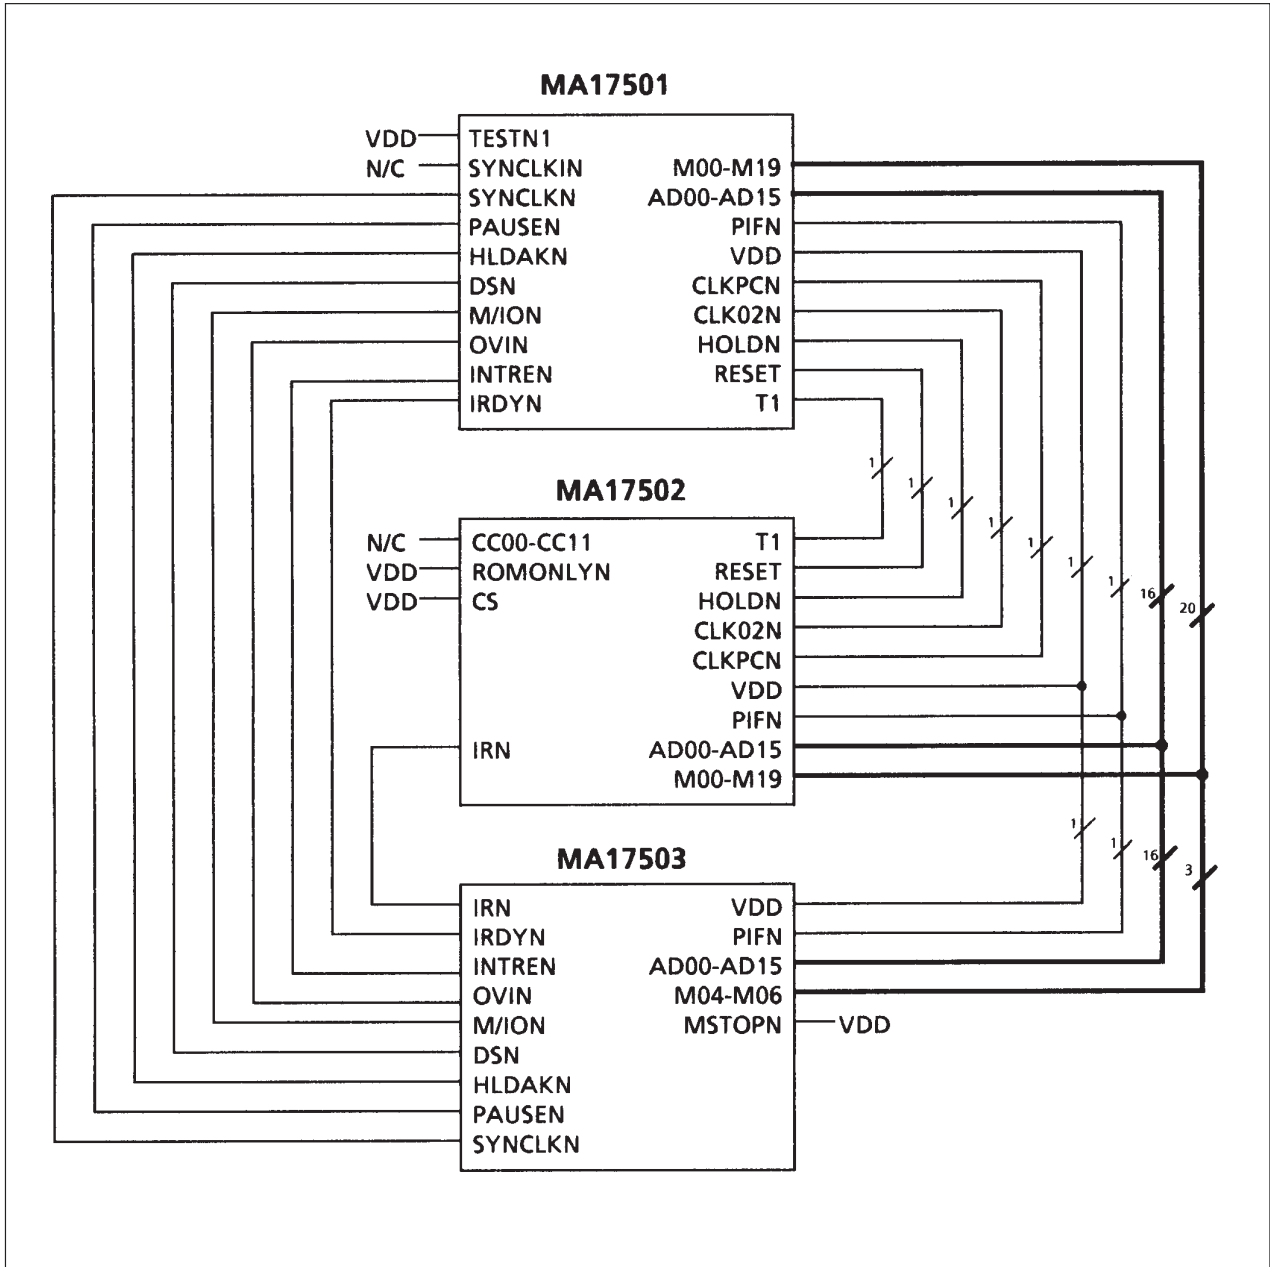 MA17501
VDD TESTN1
N/C SYNCLKIN M00-M19
SYNCLKN AD00-AD15
PAUSEN PIFN
HLDAKN VDD
DSN CLKPCN
M/ION CLK02N
OVIN HOLDN
INTREN RESET
IRDYN T1
1
1
1
1
1
1
1
16
20
MA17502
N/C CC00-CC11 T1
VDD ROMONLYN RESET
VDD CS HOLDN
CLK02N
CLKPCN
VDD
PIFN
IRN AD00-AD15
M00-M19
1
1
16
3
MA17503
IRN VDD
IRDYN PIFN
INTREN AD00-AD15
OVIN M04-M06
M/ION MSTOPN VDD
DSN
HLDAKN
PAUSEN
SYNCLKN